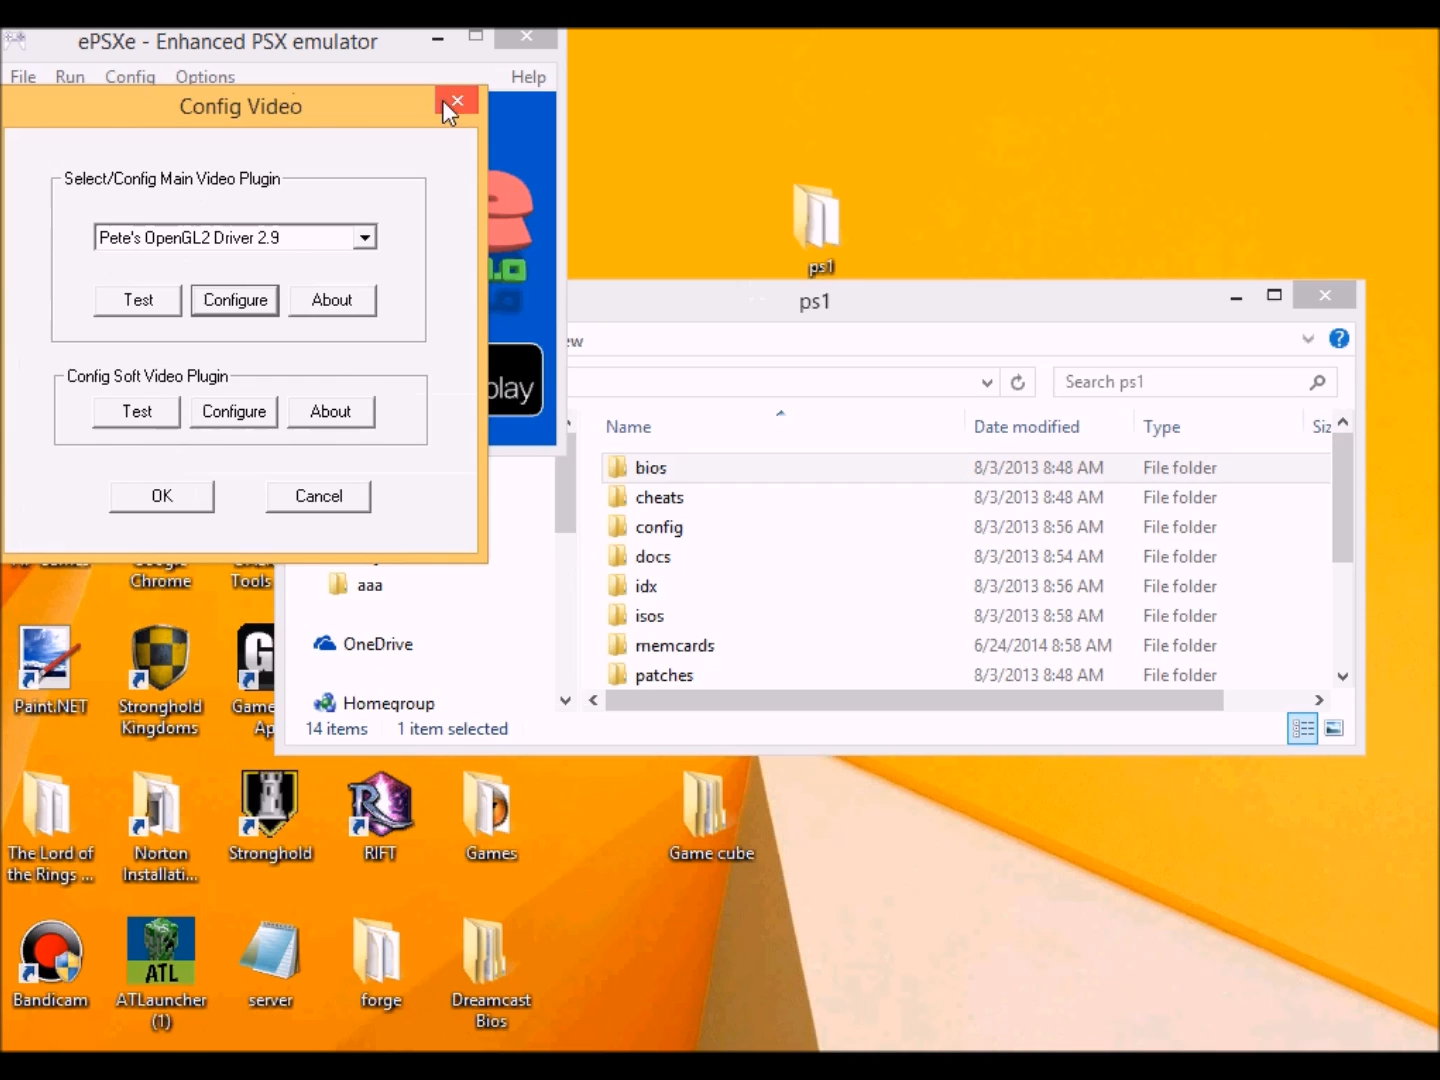 ePSXe - Enhanced PSX emulator
File Run Config Options Help
Config Video
Select/Config Main Video Plugin
Pete's OpenGL2 Driver 2.9
Test Configure About
Config Soft Video Plugin
Test Configure About
OK Cancel
.0
play
ps1
ps1
ew
Search ps1
Name Date modified Type Siz
bios 8/3/2013 8:48 AM File folder
cheats 8/3/2013 8:48 AM File folder
config 8/3/2013 8:56 AM File folder
docs 8/3/2013 8:54 AM File folder
idx 8/3/2013 8:56 AM File folder
isos 8/3/2013 8:58 AM File folder
memcards 6/24/2014 8:58 AM File folder
patches 8/3/2013 8:48 AM File folder
aaa
OneDrive
Homegroup
14 items 1 item selected
Chrome
Tools
Paint.NET
Stronghold
Kingdoms
Game
Ap
The Lord of
the Rings ...
Norton
Installati...
Stronghold
RIFT
Games
Game cube
Bandicam
ATL
ATLauncher
(1)
server
forge
Dreamcast
Bios